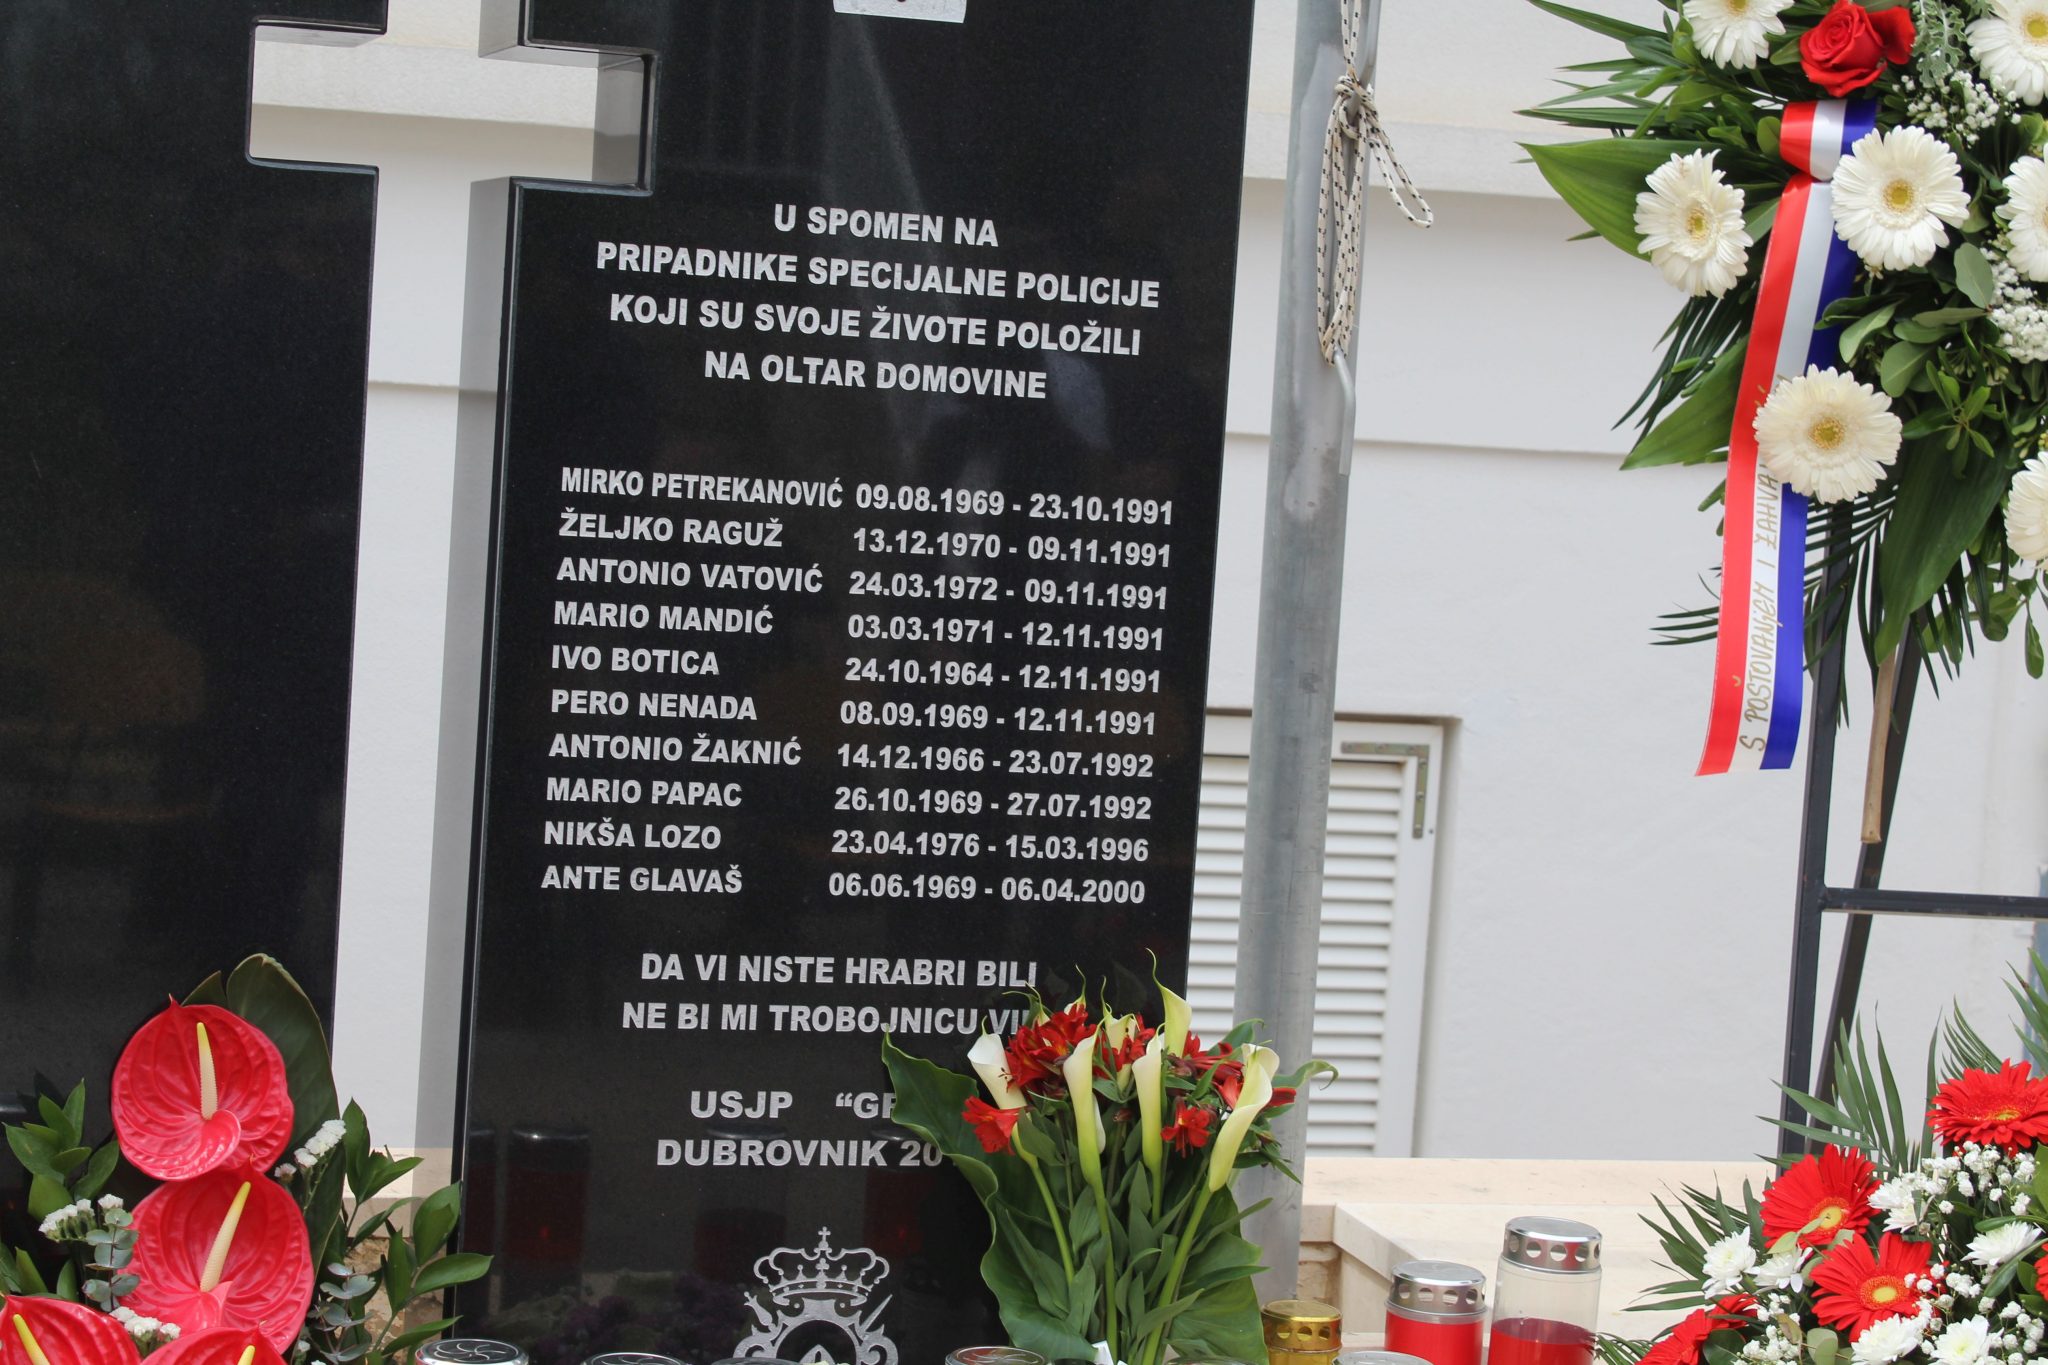 U SPOMEN NA
PRIPADNIKE SPECIJALNE POLICIJE
KOJI SU SVOJE ŽIVOTE POLOŽILI
NA OLTAR DOMOVINE
MIRKO PETREKANOVIĆ 09.08.1969 - 23.10.1991
ŽELJKO RAGUŽ 13.12.1970 - 09.11.1991
ANTONIO VATOVIĆ 24.03.1972 - 09.11.1991
MARIO MANDIĆ 03.03.1971 - 12.11.1991
IVO BOTICA 24.10.1964 - 12.11.1991
PERO NENADA 08.09.1969 - 12.11.1991
ANTONIO ŽAKNIĆ 14.12.1966 - 23.07.1992
MARIO PAPAC 26.10.1969 - 27.07.1992
NIKŠA LOZO 23.04.1976 - 15.03.1996
ANTE GLAVAŠ 06.06.1969 - 06.04.2000
DA VI NISTE HRABRI BILI
NE BI MI TROBOJNICU
USJP
DUBROVNIK
S POŠTOVANJEM I